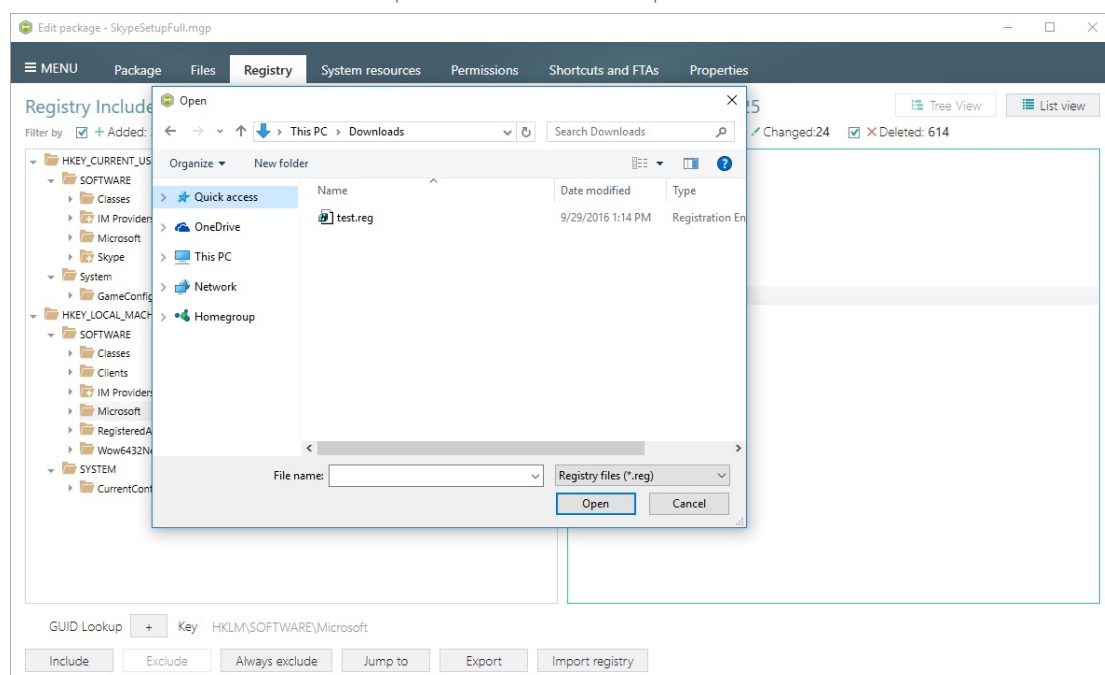 Edit package - SkypeSetupFull.mgp
MENU Package Files Registry System resources Permissions Shortcuts and FTAs Properties
Registry Include
Tree View List view
Filter by + Added:
Changed:24 Deleted: 614
Open
This PC > Downloads
Search Downloads
Organize New folder
Quick access
OneDrive
This PC
Network
Homegroup
Name Date modified Type
test.reg 9/29/2016 1:14 PM Registration En
File name: Registry files (*.reg)
Open Cancel
HKEY_CURRENT_US
SOFTWARE
Classes
IM Providers
Microsoft
Skype
System
GameConfig
HKEY_LOCAL_MACH
SOFTWARE
Classes
Clients
IM Providers
Microsoft
RegisteredA
Wow6432N
SYSTEM
CurrentCont
GUID Lookup + Key HKLM\SOFTWARE\Microsoft
Include Exclude Always exclude Jump to Export Import registry